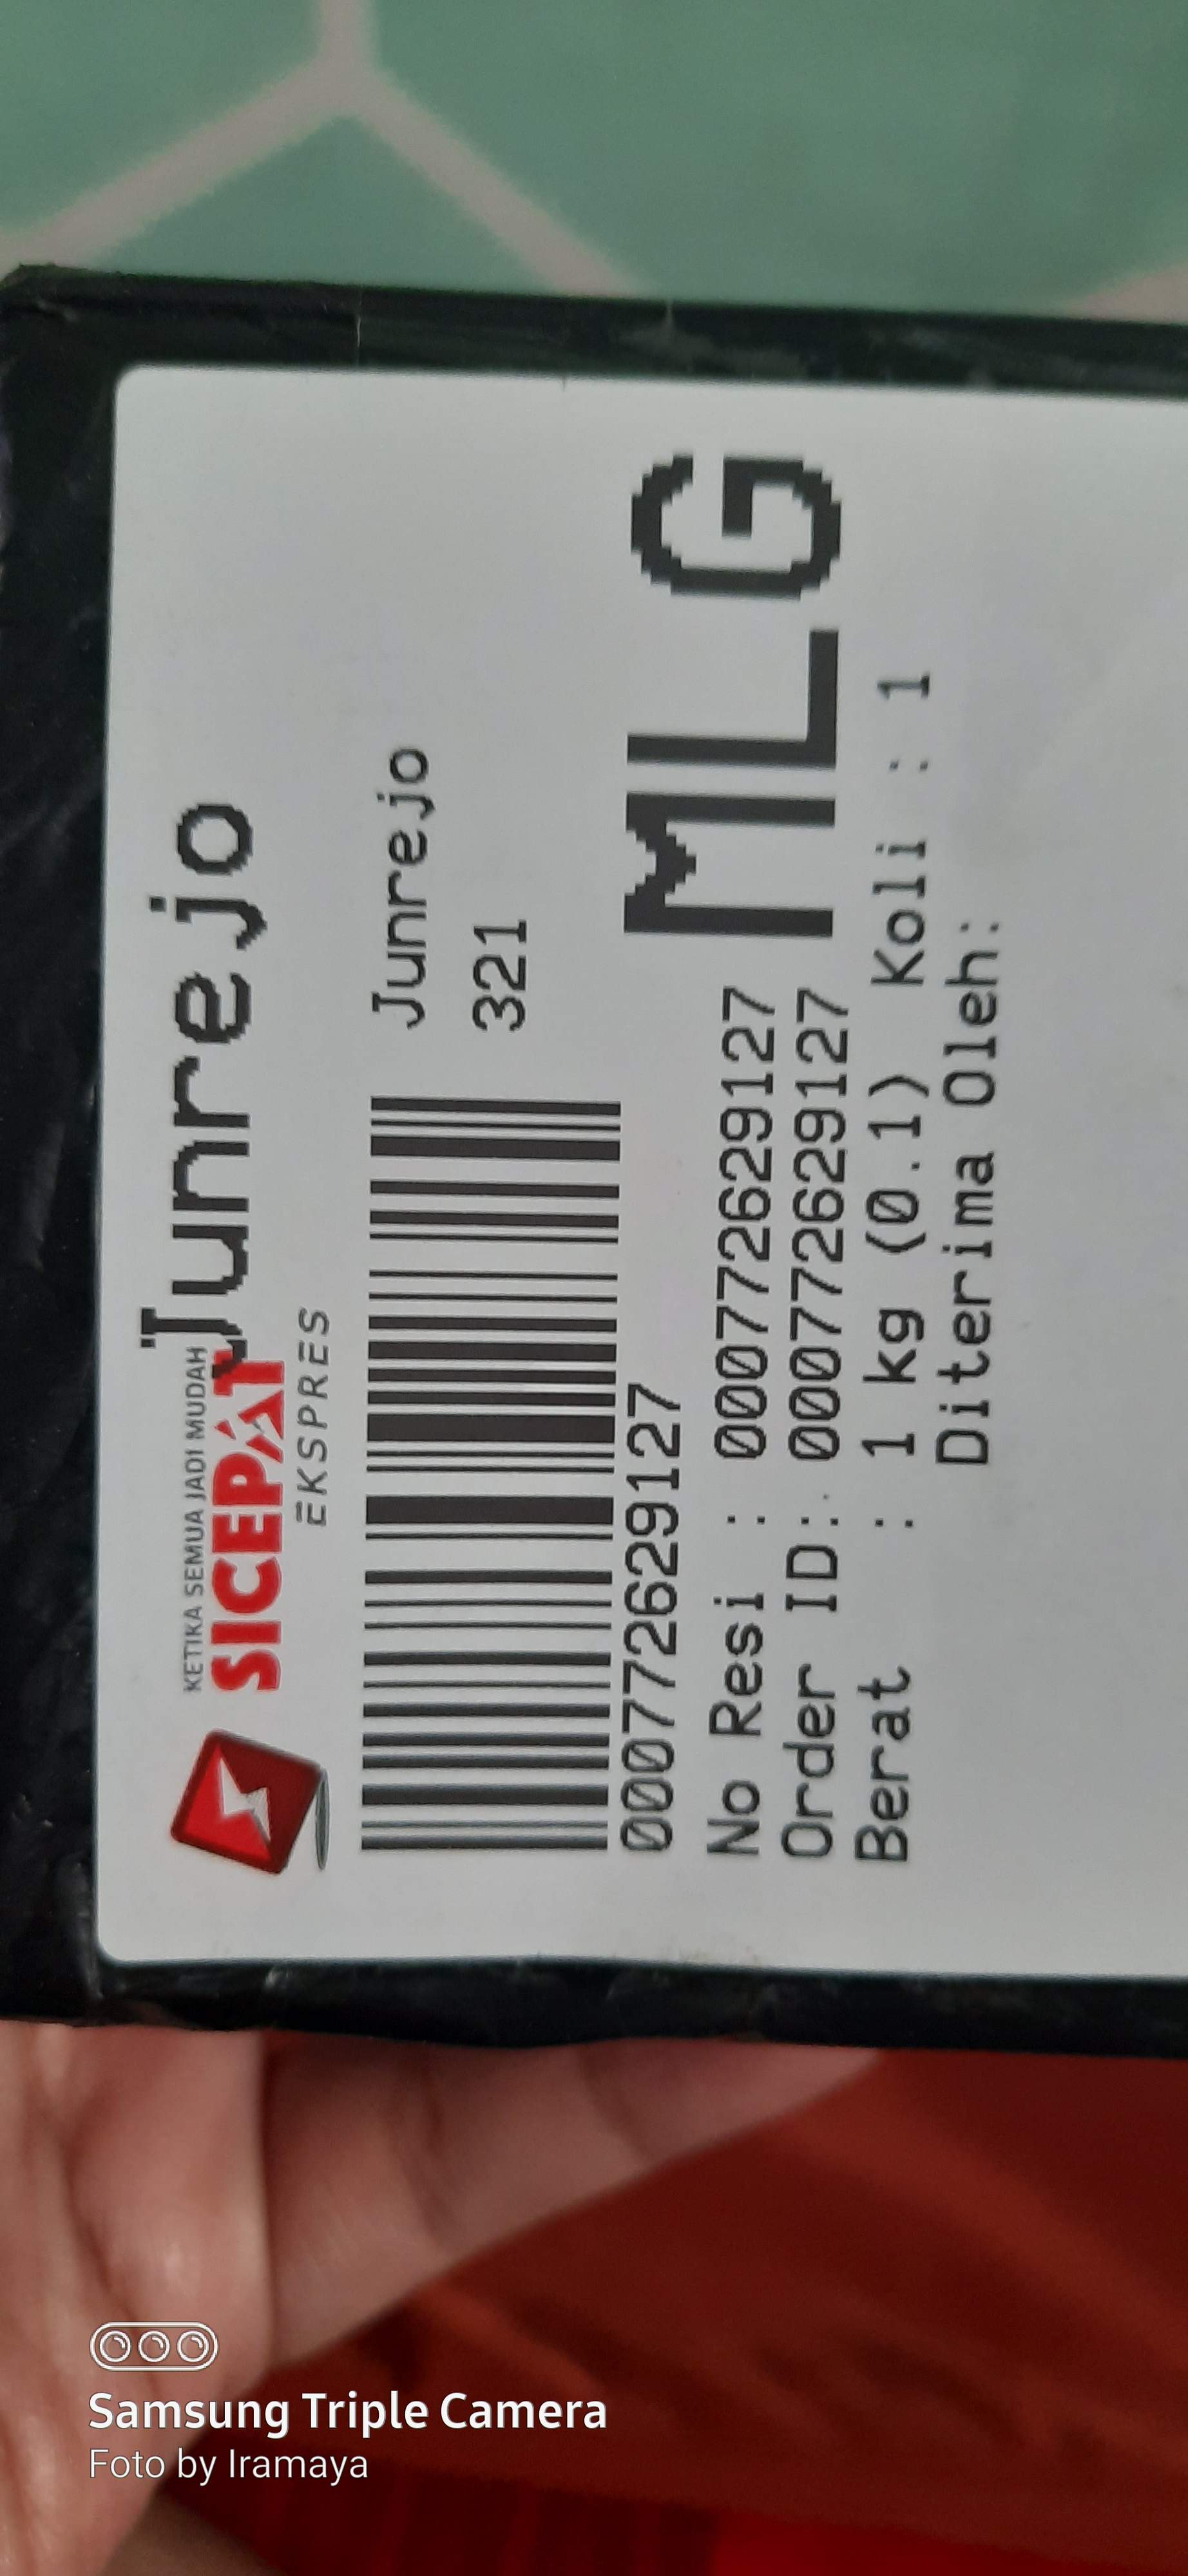 Junrejo
KETIKA SEMUA JADI MUDAH
SICEPAT
EKSPRES
Junrejo
321
000772629127
MLG
No Resi : 000772629127
Order ID: 000772629127
Berat : 1 kg (0.1) Koli : 1
Diterima Oleh:
Samsung Triple Camera
Foto by Iramaya